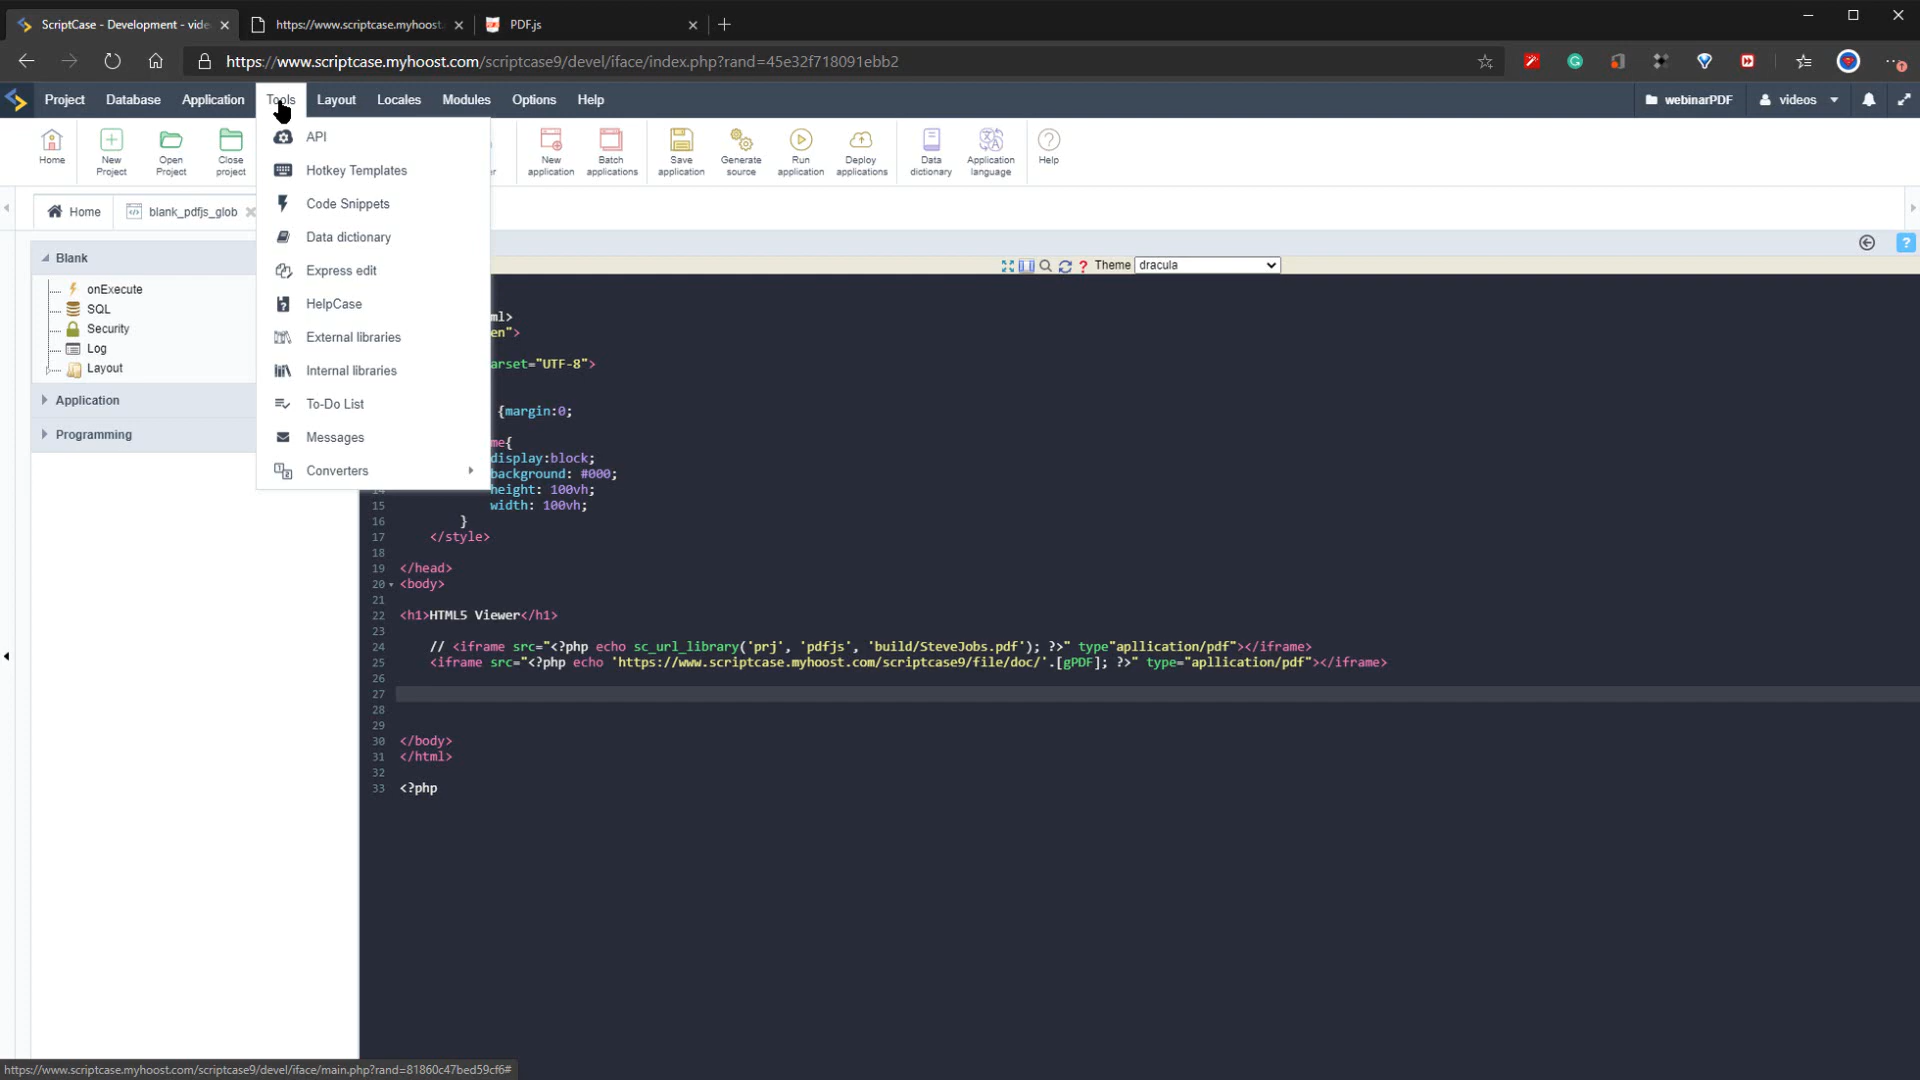 ScriptCase - Development - vide
https://www.scriptcase.myhoost.
PDF.js
https://www.scriptcase.myhoost.com/scriptcase9/devel/iface/index.php?rand=45e32f718091ebb2
Project Database Application Tools Layout Locales Modules Options Help
webinarPDF videos
Home
New Project
Open Project
Close project
New application
Batch applications
Save application
Generate source
Run application
Deploy applications
Data dictionary
Application language
Help
API
Hotkey Templates
Code Snippets
Data dictionary
Express edit
HelpCase
External libraries
Internal libraries
To-Do List
Messages
Converters
Home blank_pdfjs_glob
Blank
onExecute
SQL
Security
Log
Layout
Application
Programming
Theme dracula
ml>
en">
arset="UTF-8">
{margin:0;
me{
display:block;
background: #000;
14 height: 100vh;
15 width: 100vh;
16 }
17 </style>
18
19 </head>
20 <body>
21
22 <h1>HTML5 Viewer</h1>
23
24 // <iframe src="<?php echo sc_url_library('prj', 'pdfjs', 'build/SteveJobs.pdf'); ?>" type"apllication/pdf"></iframe>
25 <iframe src="<?php echo 'https://www.scriptcase.myhoost.com/scriptcase9/file/doc/'.[gPDF]; ?>" type="apllication/pdf"></iframe>
26
27
28
29
30 </body>
31 </html>
32
33 <?php
https://www.scriptcase.myhoost.com/scriptcase9/devel/iface/main.php?rand=81860c47bed59cf6#